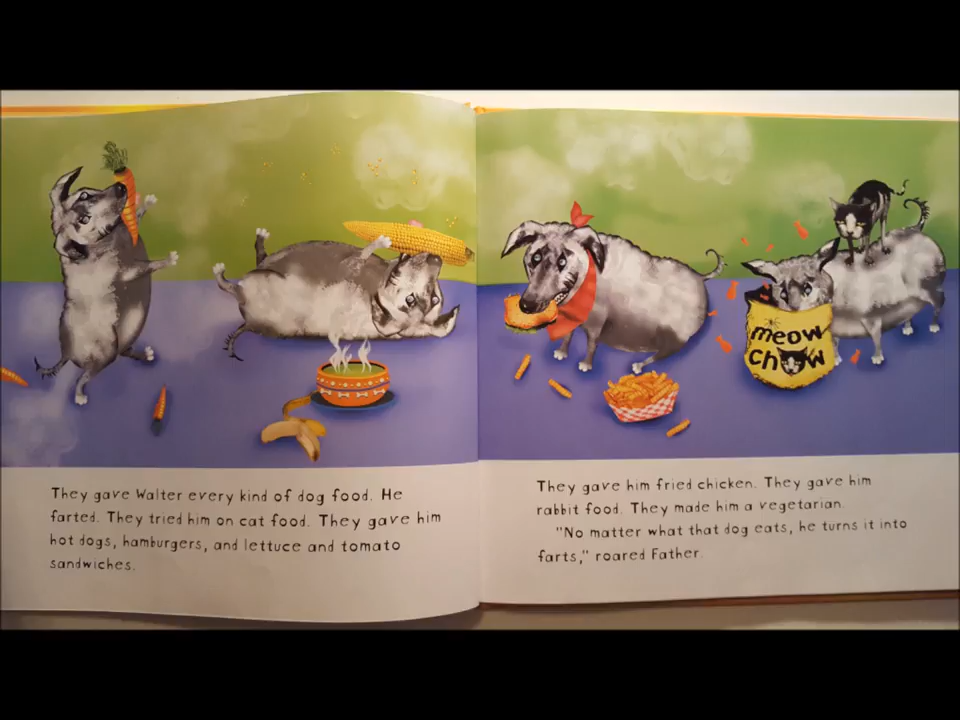 meow
chow
They gave Walter every kind of dog food. He
farted. They tried him on cat food. They gave him
hot dogs, hamburgers, and lettuce and tomato
sandwiches.
They gave him fried chicken. They gave him
rabbit food. They made him a vegetarian.
"No matter what that dog eats, he turns it into
farts," roared Father.